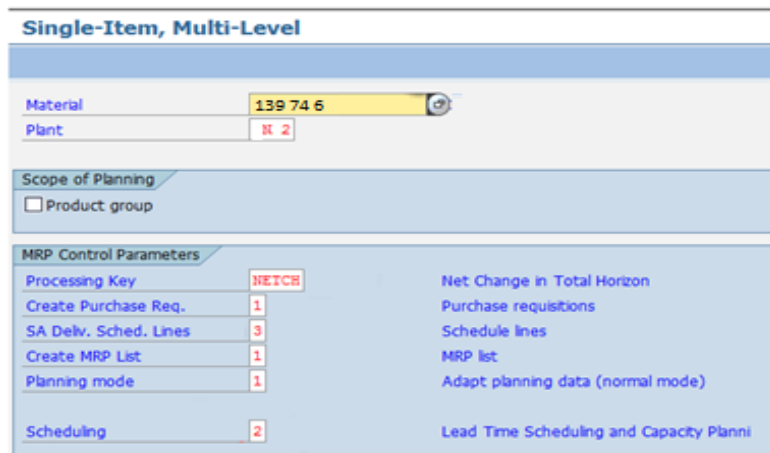 Single-Item, Multi-Level
Material 139 74 6
Plant N 2
Scope of Planning
Product group
MRP Control Parameters
Processing Key NETCH Net Change in Total Horizon
Create Purchase Req. 1 Purchase requisitions
SA Deliv. Sched. Lines 3 Schedule lines
Create MRP List 1 MRP list
Planning mode 1 Adapt planning data (normal mode)
Scheduling 2 Lead Time Scheduling and Capacity Planni